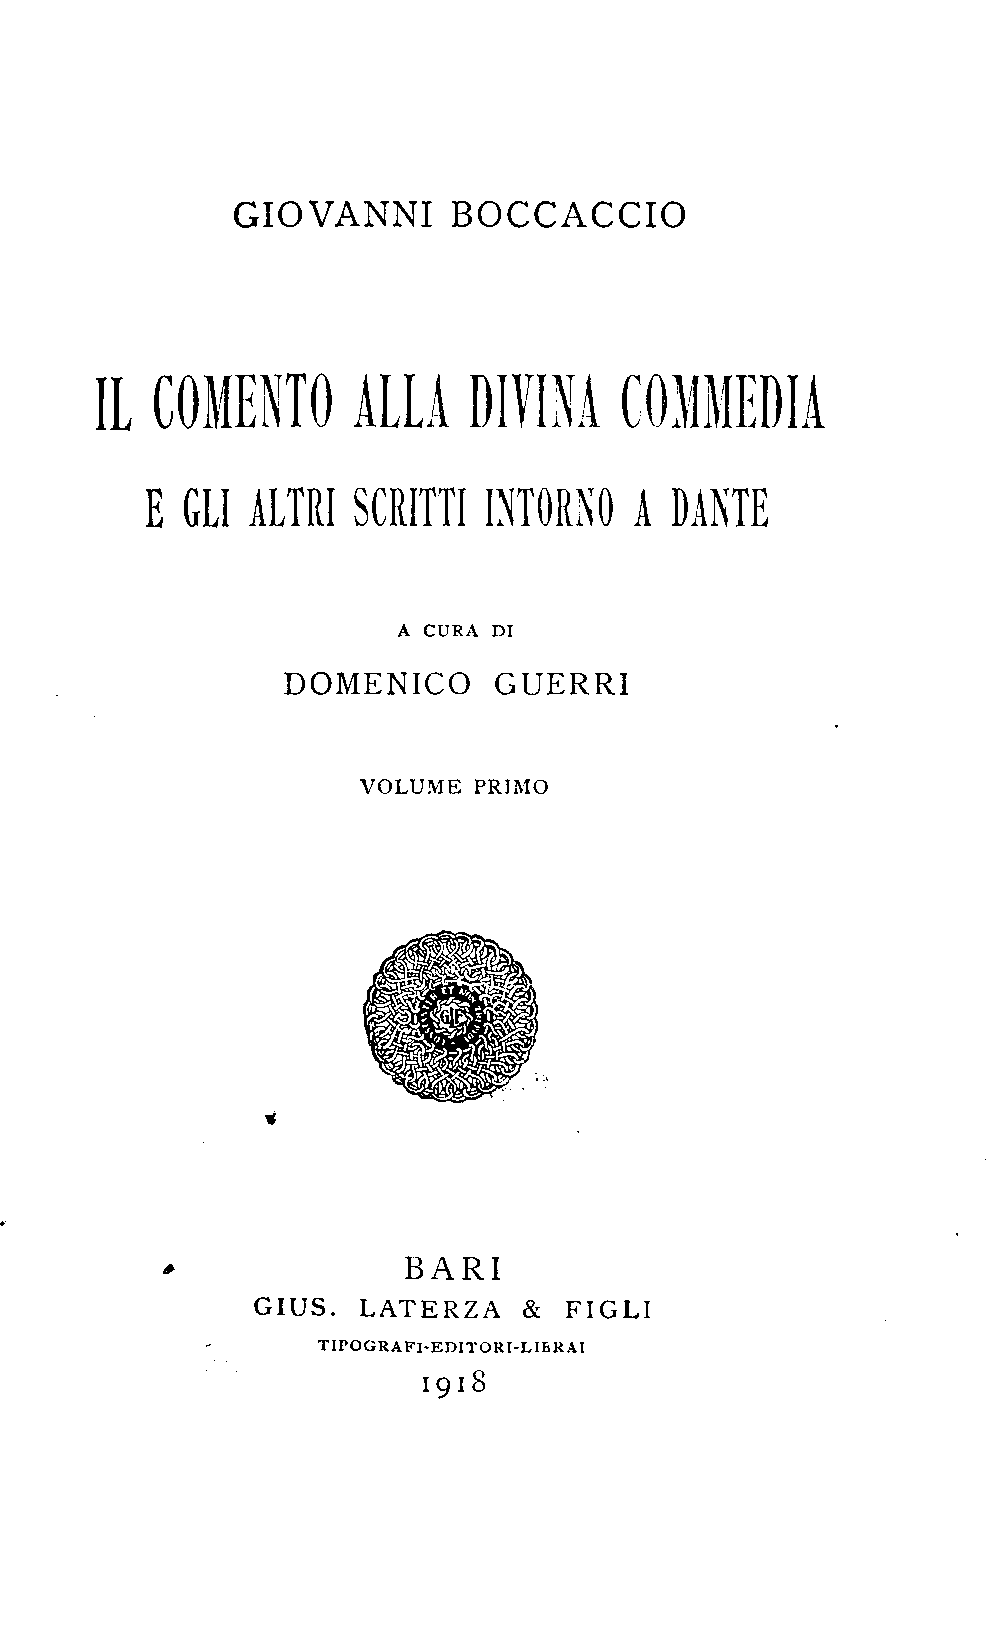 GIOVANNI BOCCACCIO
IL COMENTO ALLA DIVINA COMMEDIA
E GLI ALTRI SCRITTI INTORNO A DANTE
A CURA DI
DOMENICO GUERRI
VOLUME PRIMO
BARI
GIUS. LATERZA & FIGLI
TIPOGRAFI-EDITORI-LIBRAI
1918